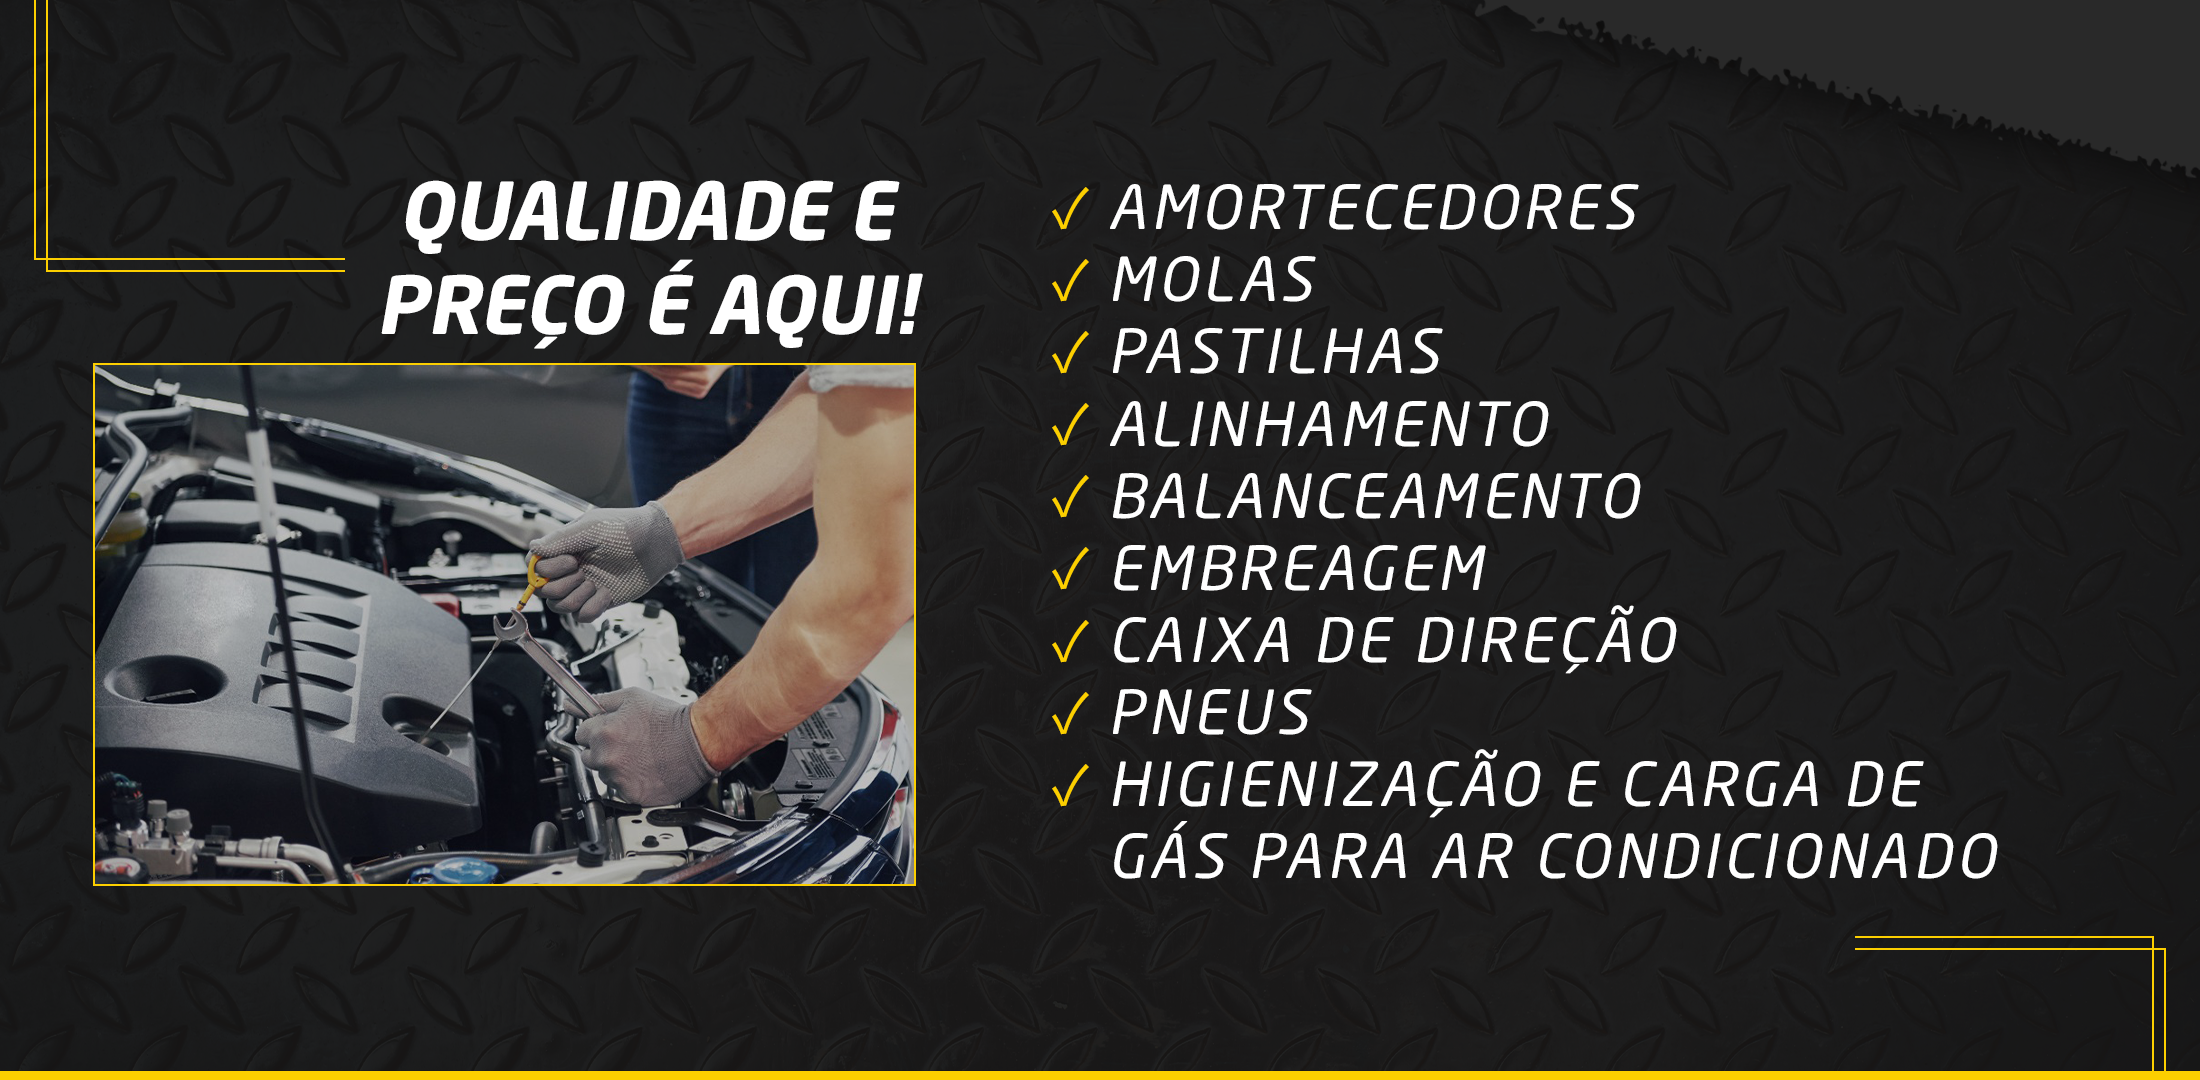 QUALIDADE E
PREÇO É AQUI!
✓ AMORTECEDORES
✓ MOLAS
✓ PASTILHAS
✓ ALINHAMENTO
✓ BALANCEAMENTO
✓ EMBREAGEM
✓ CAIXA DE DIREÇÃO
✓ PNEUS
✓ HIGIENIZAÇÃO E CARGA DE
GÁS PARA AR CONDICIONADO